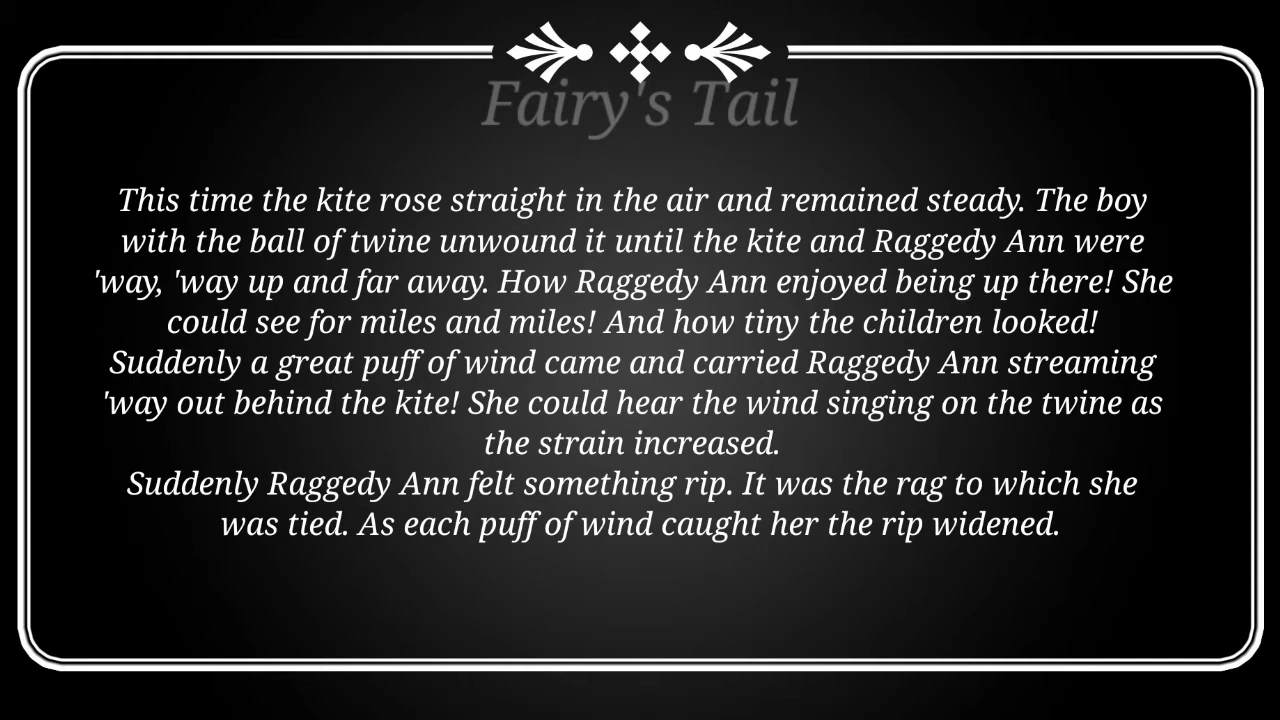 Fairy's Tail
This time the kite rose straight in the air and remained steady. The boy
with the ball of twine unwound it until the kite and Raggedy Ann were
'way, 'way up and far away. How Raggedy Ann enjoyed being up there! She
could see for miles and miles! And how tiny the children looked!
Suddenly a great puff of wind came and carried Raggedy Ann streaming
'way out behind the kite! She could hear the wind singing on the twine as
the strain increased.
Suddenly Raggedy Ann felt something rip. It was the rag to which she
was tied. As each puff of wind caught her the rip widened.